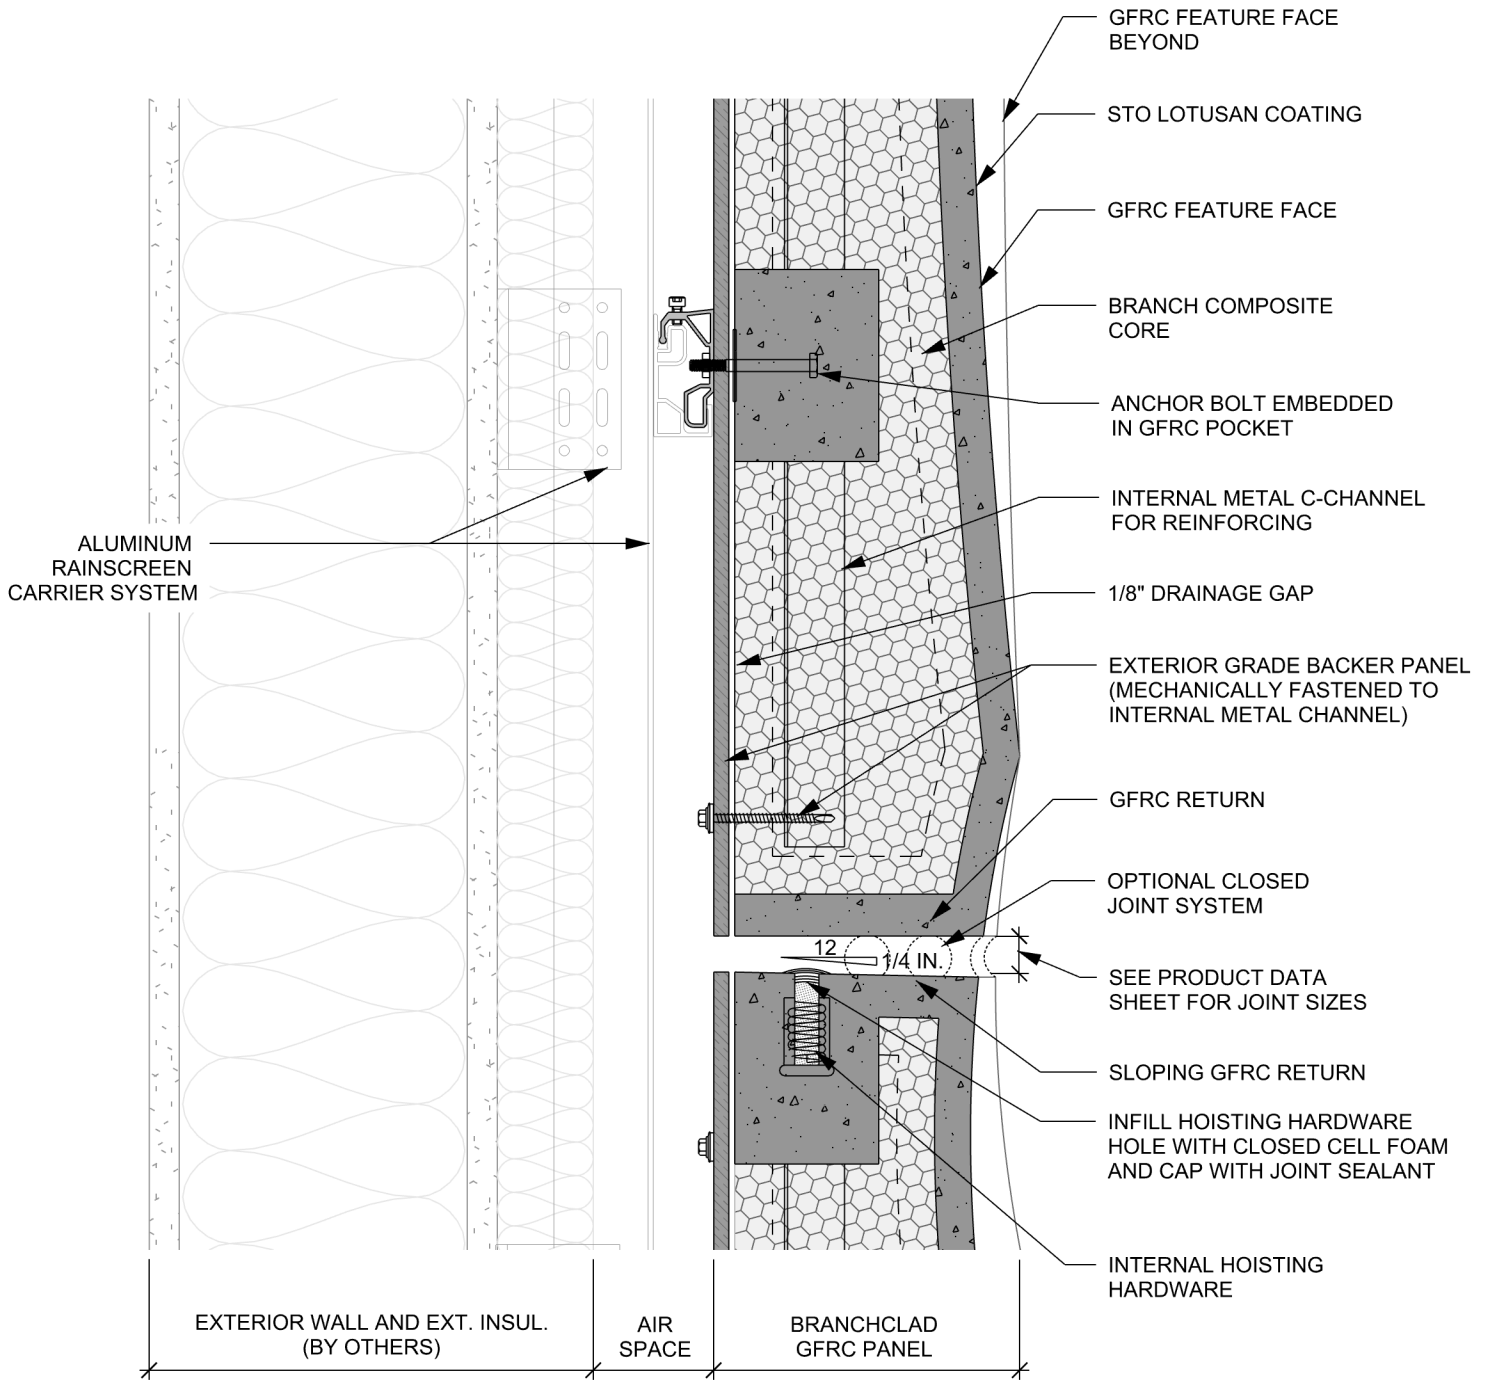 GFRC FEATURE FACE
BEYOND
STO LOTUSAN COATING
GFRC FEATURE FACE
BRANCH COMPOSITE
CORE
ANCHOR BOLT EMBEDDED
IN GFRC POCKET
INTERNAL METAL C-CHANNEL
FOR REINFORCING
ALUMINUM
RAINSCREEN
CARRIER SYSTEM
1/8" DRAINAGE GAP
EXTERIOR GRADE BACKER PANEL
(MECHANICALLY FASTENED TO
INTERNAL METAL CHANNEL)
GFRC RETURN
OPTIONAL CLOSED
JOINT SYSTEM
12
1/4 IN.
SEE PRODUCT DATA
SHEET FOR JOINT SIZES
SLOPING GFRC RETURN
INFILL HOISTING HARDWARE
HOLE WITH CLOSED CELL FOAM
AND CAP WITH JOINT SEALANT
INTERNAL HOISTING
HARDWARE
EXTERIOR WALL AND EXT. INSUL.
(BY OTHERS)
AIR
SPACE
BRANCHCLAD
GFRC PANEL